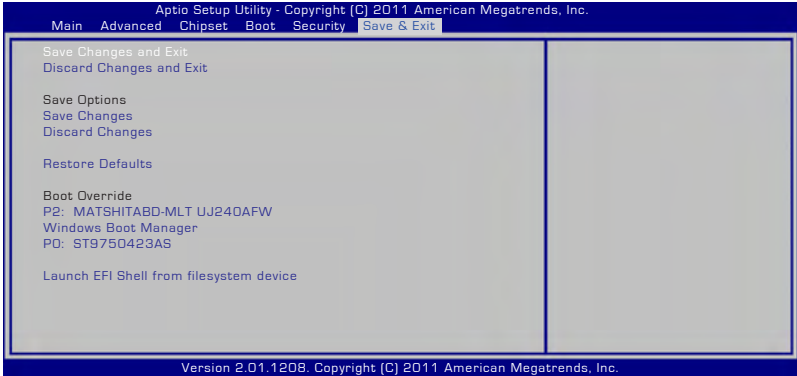 Aptio Setup Utility - Copyright (C) 2011 American Megatrends, Inc.
Main Advanced Chipset Boot Security Save & Exit
Save Changes and Exit
Discard Changes and Exit
Save Options
Save Changes
Discard Changes
Restore Defaults
Boot Override
P2: MATSHITABD-MLT UJ240AFW
Windows Boot Manager
P0: ST9750423AS
Launch EFI Shell from filesystem device
Version 2.01.1208. Copyright (C) 2011 American Megatrends, Inc.